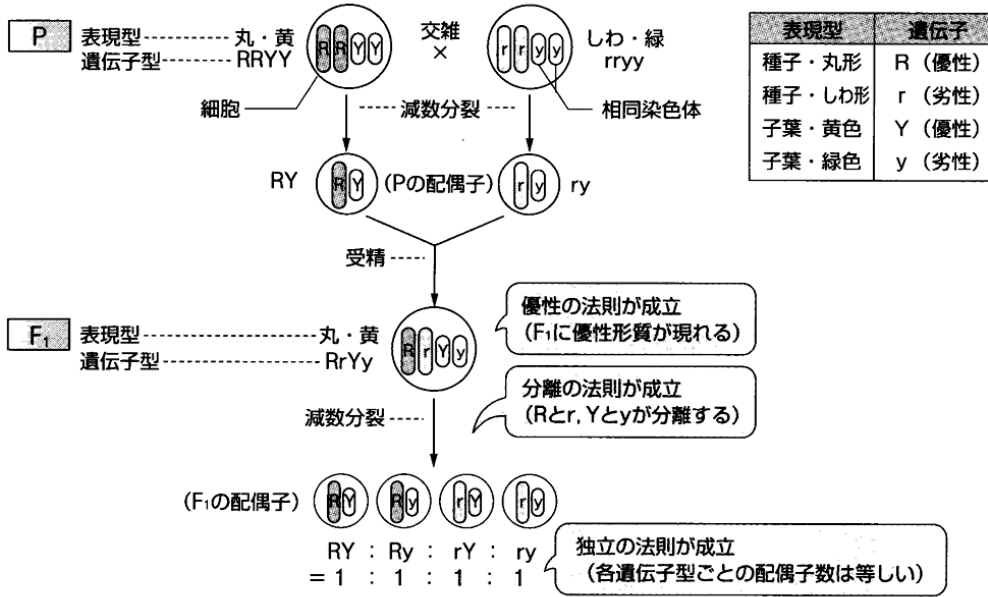 P
表現型 丸・黄
遺伝子型 RRYY
R R Y Y
交雑
×
r r y y
しわ・緑
rryy
細胞
減数分裂
相同染色体
RY
R Y
(Pの配偶子)
r y
ry
受精
F₁
表現型 丸・黄
遺伝子型 RrYy
R r Y y
優性の法則が成立
(F₁に優性形質が現れる)
減数分裂
分離の法則が成立
(Rとr, Yとyが分離する)
(F₁の配偶子)
R Y R y r Y r y
RY : Ry : rY : ry
= 1 : 1 : 1 : 1
独立の法則が成立
(各遺伝子型ごとの配偶子数は等しい)
表現型 遺伝子
種子・丸形 R (優性)
種子・しわ形 r (劣性)
子葉・黄色 Y (優性)
子葉・緑色 y (劣性)